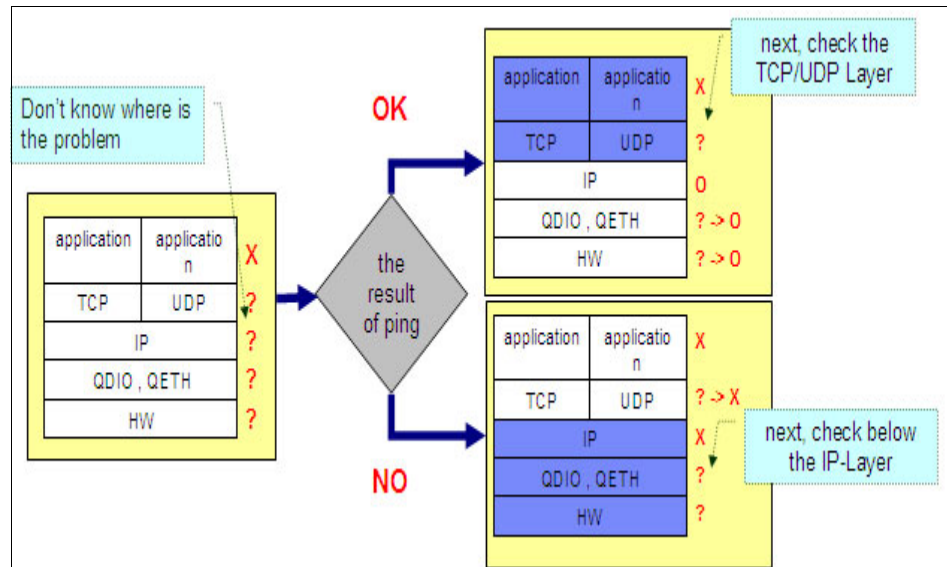 Don't know where is
the problem
application
applicatio
n
X
TCP
UDP
?
IP
?
QDIO , QETH
?
HW
?
the
result
of ping
OK
NO
application
applicatio
n
X
TCP
UDP
?
IP
O
QDIO , QETH
? -> O
HW
? -> O
next, check the
TCP/UDP Layer
application
applicatio
n
X
TCP
UDP
? -> X
IP
X
QDIO , QETH
?
HW
?
next, check below
the IP-Layer